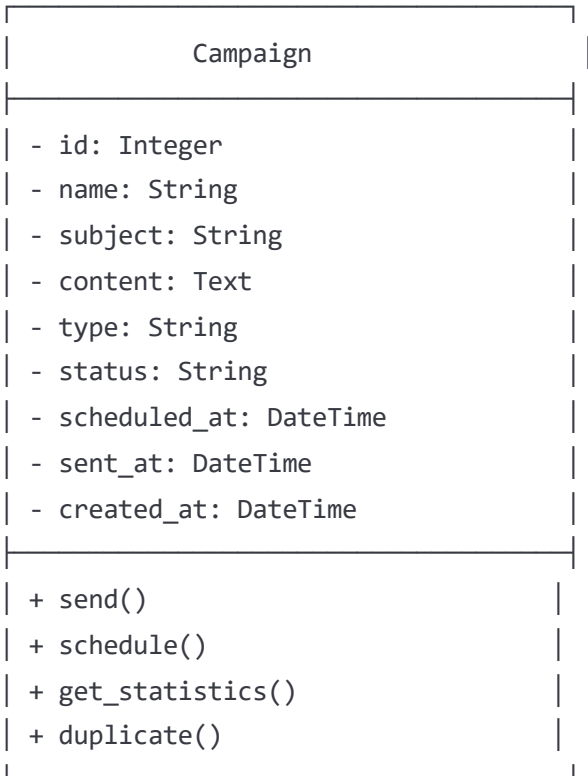 Campaign
- id: Integer
- name: String
- subject: String
- content: Text
- type: String
- status: String
- scheduled_at: DateTime
- sent_at: DateTime
- created_at: DateTime
+ send()
+ schedule()
+ get_statistics()
+ duplicate()